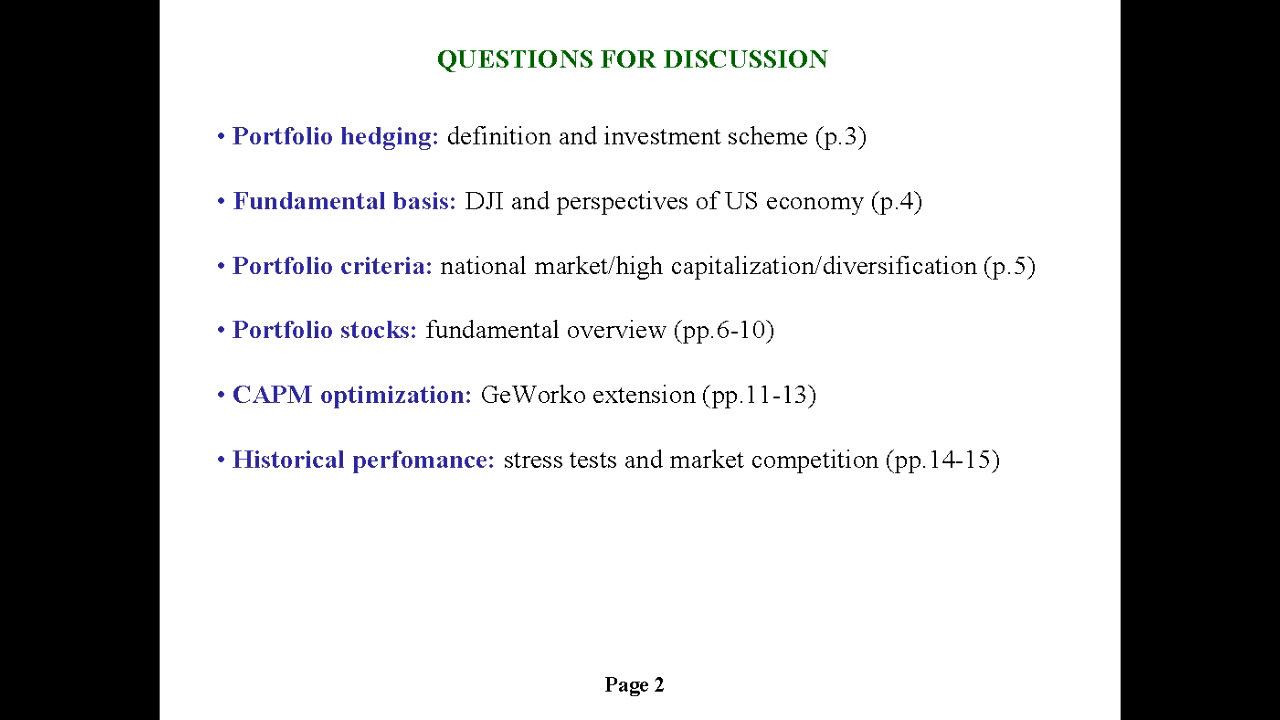 QUESTIONS FOR DISCUSSION
• Portfolio hedging: definition and investment scheme (p.3)
• Fundamental basis: DJI and perspectives of US economy (p.4)
• Portfolio criteria: national market/high capitalization/diversification (p.5)
• Portfolio stocks: fundamental overview (pp.6-10)
• CAPM optimization: GeWorko extension (pp.11-13)
• Historical perfomance: stress tests and market competition (pp.14-15)
Page 2